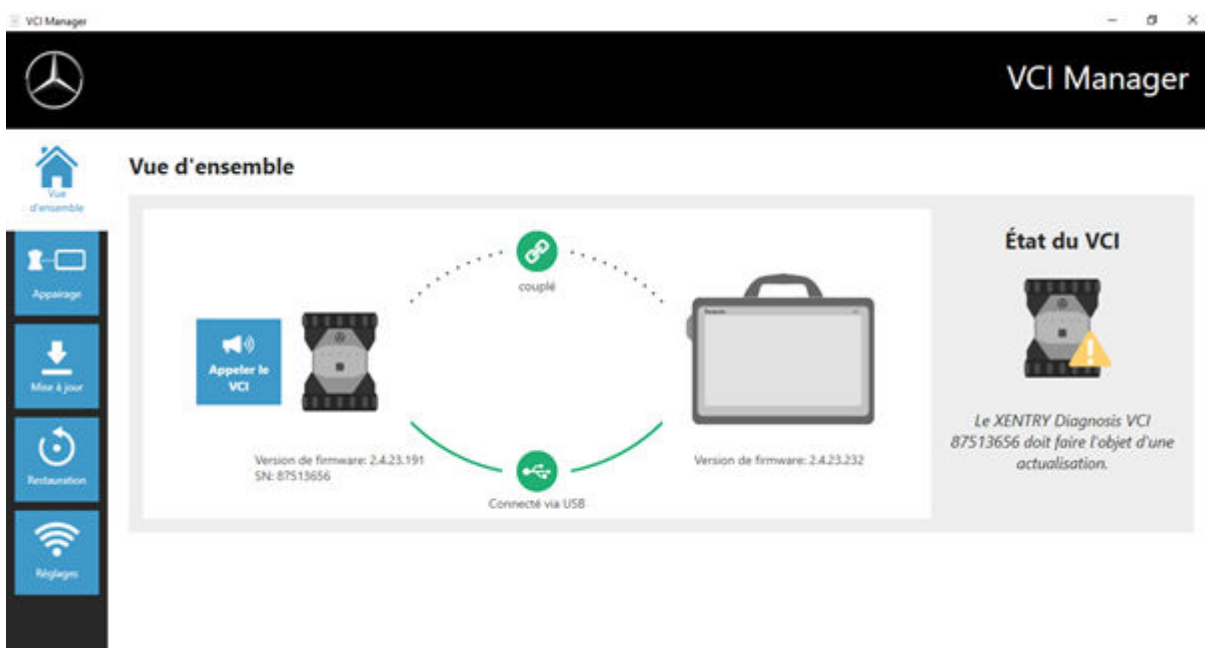 VCI Manager
VCI Manager
Vue
d'ensemble
Appairage
Mise à jour
Restauration
Réglages
Vue d'ensemble
couplé
Appeler le
VCI
Version de firmware: 2.4.23.191
SN: 87513656
Connecté via USB
Version de firmware: 2.4.23.232
État du VCI
Le XENTRY Diagnosis VCI
87513656 doit faire l'objet d'une
actualisation.